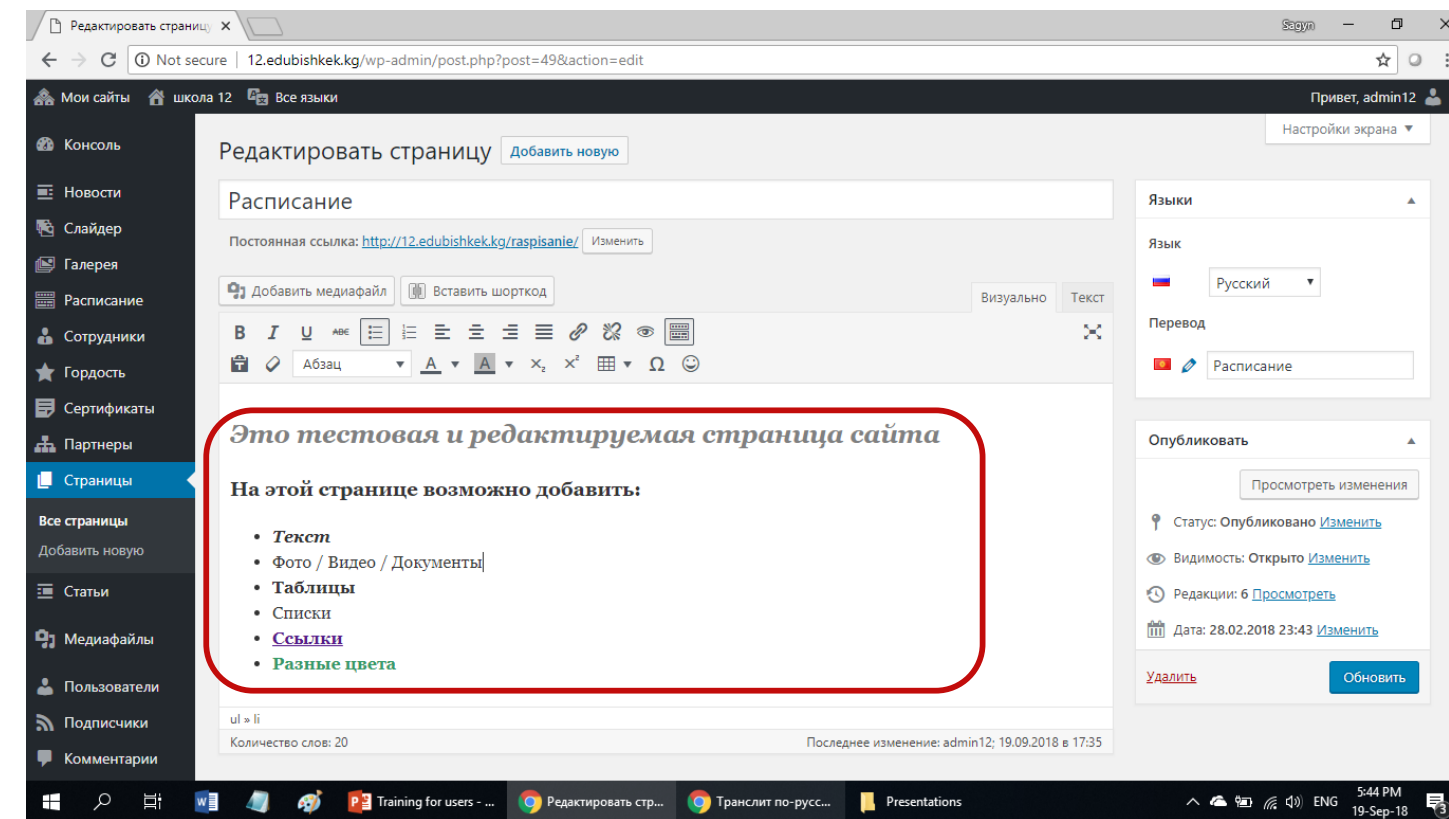 Редактировать страниц
Sagyn
Not secure | 12.edubishkek.kg/wp-admin/post.php?post=49&action=edit
Мои сайты школа 12 Все языки Привет, admin12
Настройки экрана
Консоль
Новости
Слайдер
Галерея
Расписание
Сотрудники
Гордость
Сертификаты
Партнеры
Страницы
Все страницы
Добавить новую
Статьи
Медиафайлы
Пользователи
Подписчики
Комментарии
Редактировать страницу Добавить новую
Расписание
Постоянная ссылка: http://12.edubishkek.kg/raspisanie/ Изменить
Добавить медиафайл Вставить шорткод
Визуально Текст
B I U ABE
Абзац A A x₂ x² Ω
Это тестовая и редактируемая страница сайта
На этой странице возможно добавить:
• Текст
• Фото / Видео / Документы
• Таблицы
• Списки
• Ссылки
• Разные цвета
ul » li
Количество слов: 20 Последнее изменение: admin12; 19.09.2018 в 17:35
Языки
Язык
Русский
Перевод
Расписание
Опубликовать
Просмотреть изменения
Статус: Опубликовано Изменить
Видимость: Открыто Изменить
Редакции: 6 Просмотреть
Дата: 28.02.2018 23:43 Изменить
Удалить Обновить
Training for users - ... Редактировать стр... Транслит по-русс... Presentations
ENG
5:44 PM
19-Sep-18
3